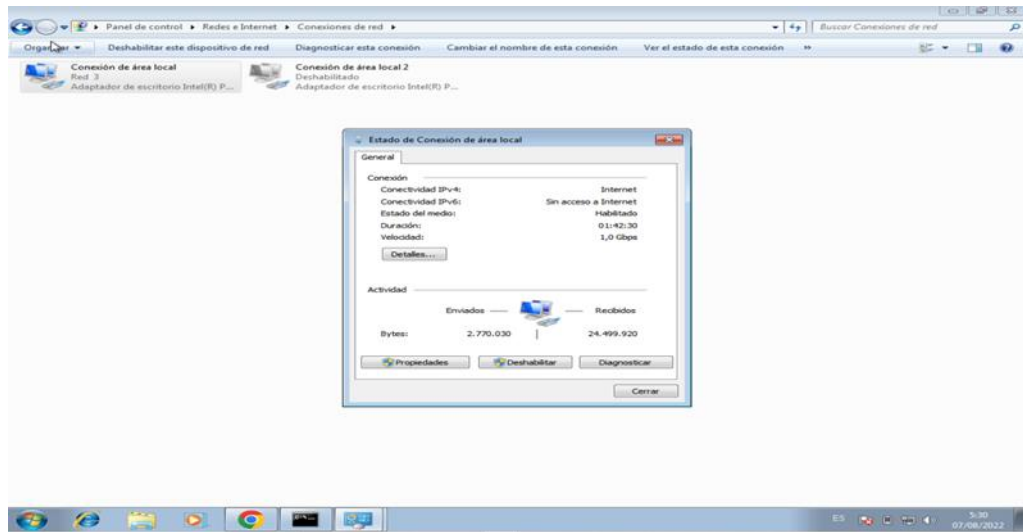 Panel de control ▸ Redes e Internet ▸ Conexiones de red ▸
Buscar Conexiones de red
Organizar Deshabilitar este dispositivo de red Diagnosticar esta conexión Cambiar el nombre de esta conexión Ver el estado de esta conexión »
Conexión de área local
Red 3
Adaptador de escritorio Intel(R) P...
Conexión de área local 2
Deshabilitado
Adaptador de escritorio Intel(R) P...
Estado de Conexión de área local
General
Conexión
Conectividad IPv4: Internet
Conectividad IPv6: Sin acceso a Internet
Estado del medio: Habilitado
Duración: 01:42:30
Velocidad: 1,0 Gbps
Detalles...
Actividad
Enviados Recibidos
Bytes: 2.770.030 24.499.920
Propiedades Deshabilitar Diagnosticar
Cerrar
ES
5:30
07/08/2022